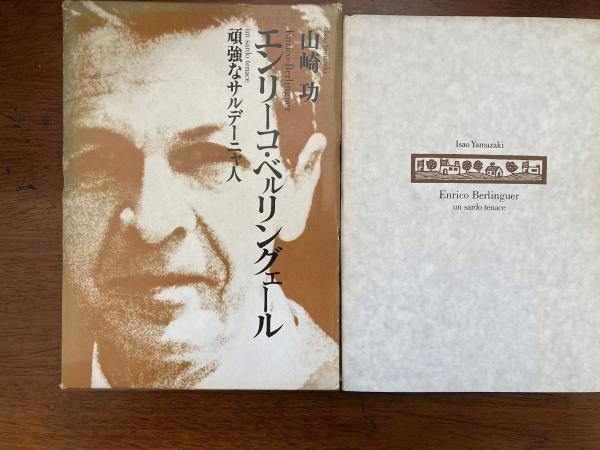 山崎 功
Isao Yamazaki
エンリーコ・ベルリングェール
Enrico Berlinguer
頑強なサルデーニャ人
un sardo tenace
Isao Yamazaki
Enrico Berlinguer
un sardo tenace